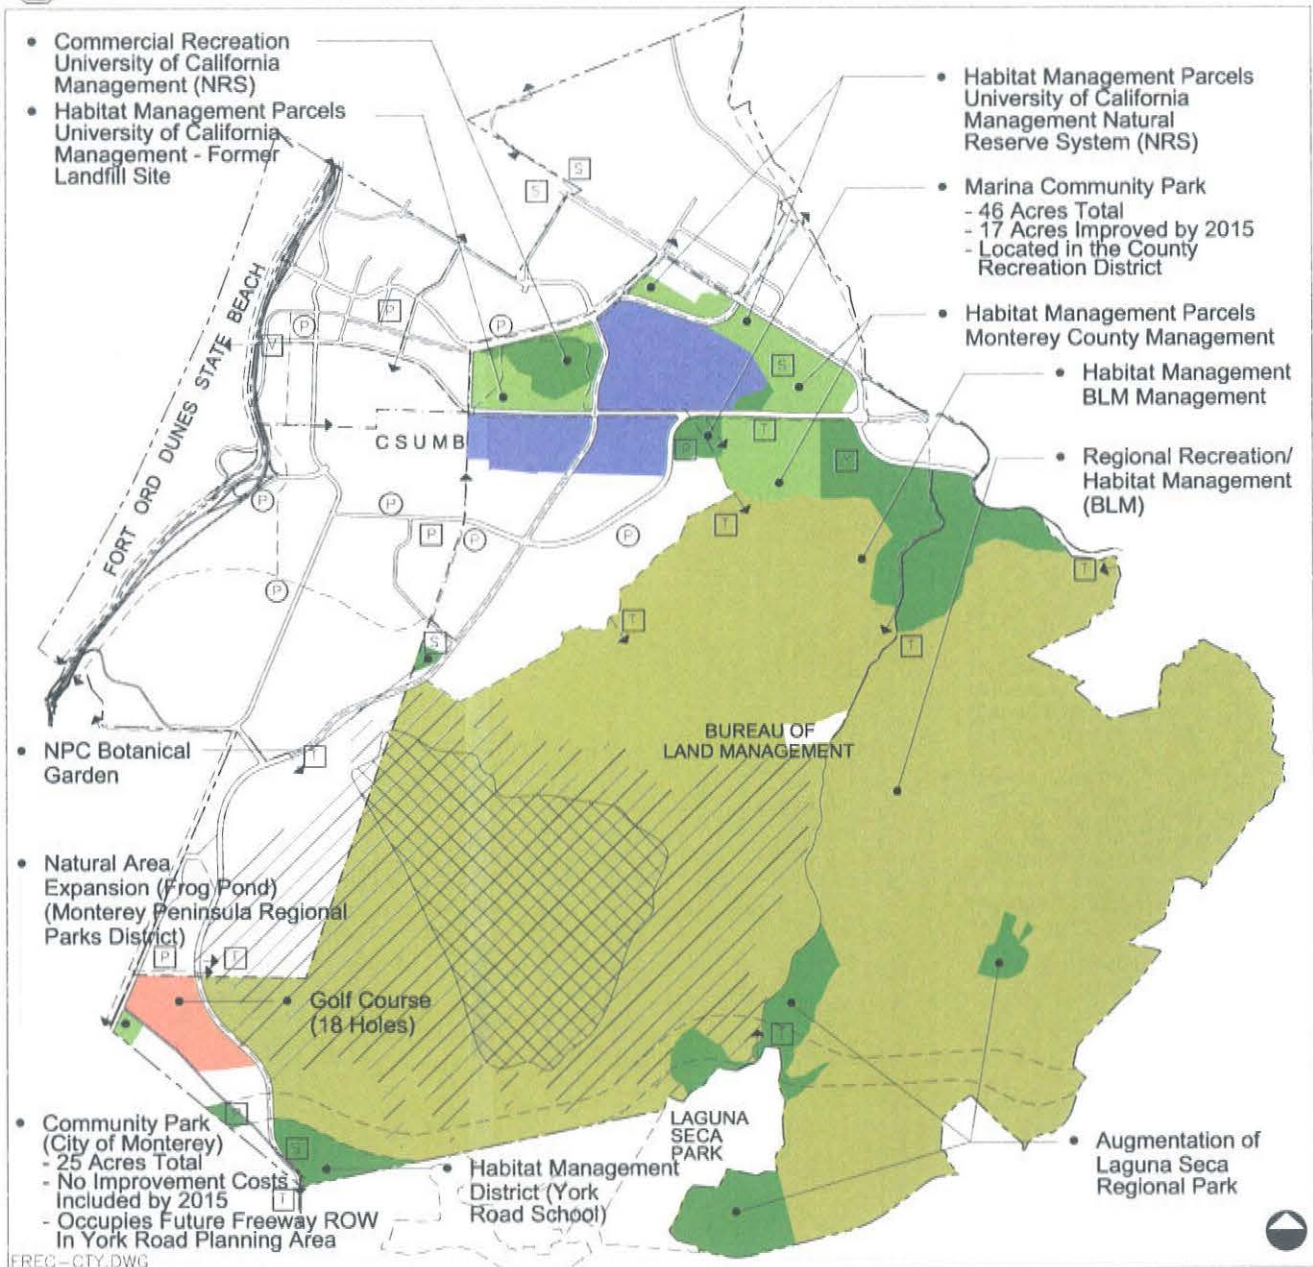 Commercial Recreation
University of California
Management (NRS)
Habitat Management Parcels
University of California
Management - Former
Landfill Site
Habitat Management Parcels
University of California
Management Natural
Reserve System (NRS)
Marina Community Park
- 46 Acres Total
- 17 Acres Improved by 2015
- Located in the County
Recreation District
Habitat Management Parcels
Monterey County Management
Habitat Management
BLM Management
Regional Recreation/
Habitat Management
(BLM)
FORT ORD DUNES STATE BEACH
S
S
P
P
P
V
S
CSUMB
T
P
P
P
P
P
T
P
T
T
S
T
BUREAU OF
LAND MANAGEMENT
NPC Botanical
Garden
T
Natural Area
Expansion (Frog Pond)
(Monterey Peninsula Regional
Parks District)
P
T
Golf Course
(18 Holes)
T
LAGUNA
SECA
PARK
Community Park
(City of Monterey)
- 25 Acres Total
- No Improvement Costs
Included by 2015
- Occupies Future Freeway ROW
In York Road Planning Area
S
T
Habitat Management
District (York
Road School)
Augmentation of
Laguna Seca
Regional Park
FREC-CTY.DWG